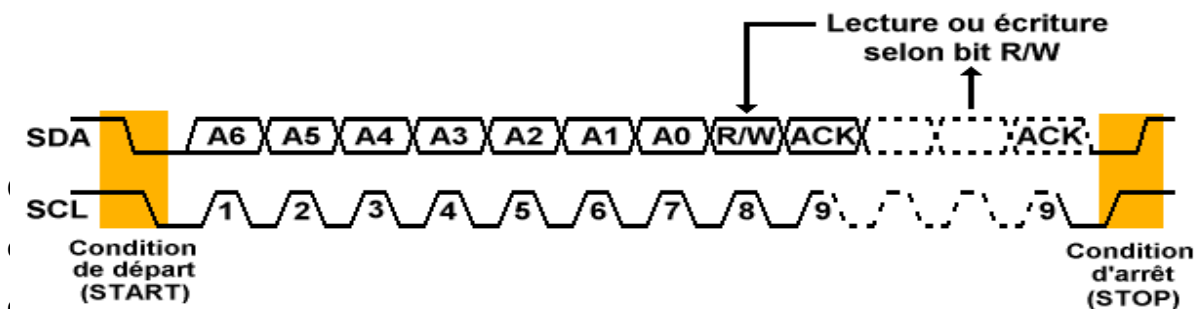 Lecture ou écriture
selon bit R/W
SDA A6 A5 A4 A3 A2 A1 A0 R/W ACK ACK
SCL 1 2 3 4 5 6 7 8 9 9
Condition
de départ
(START)
Condition
d'arrêt
(STOP)